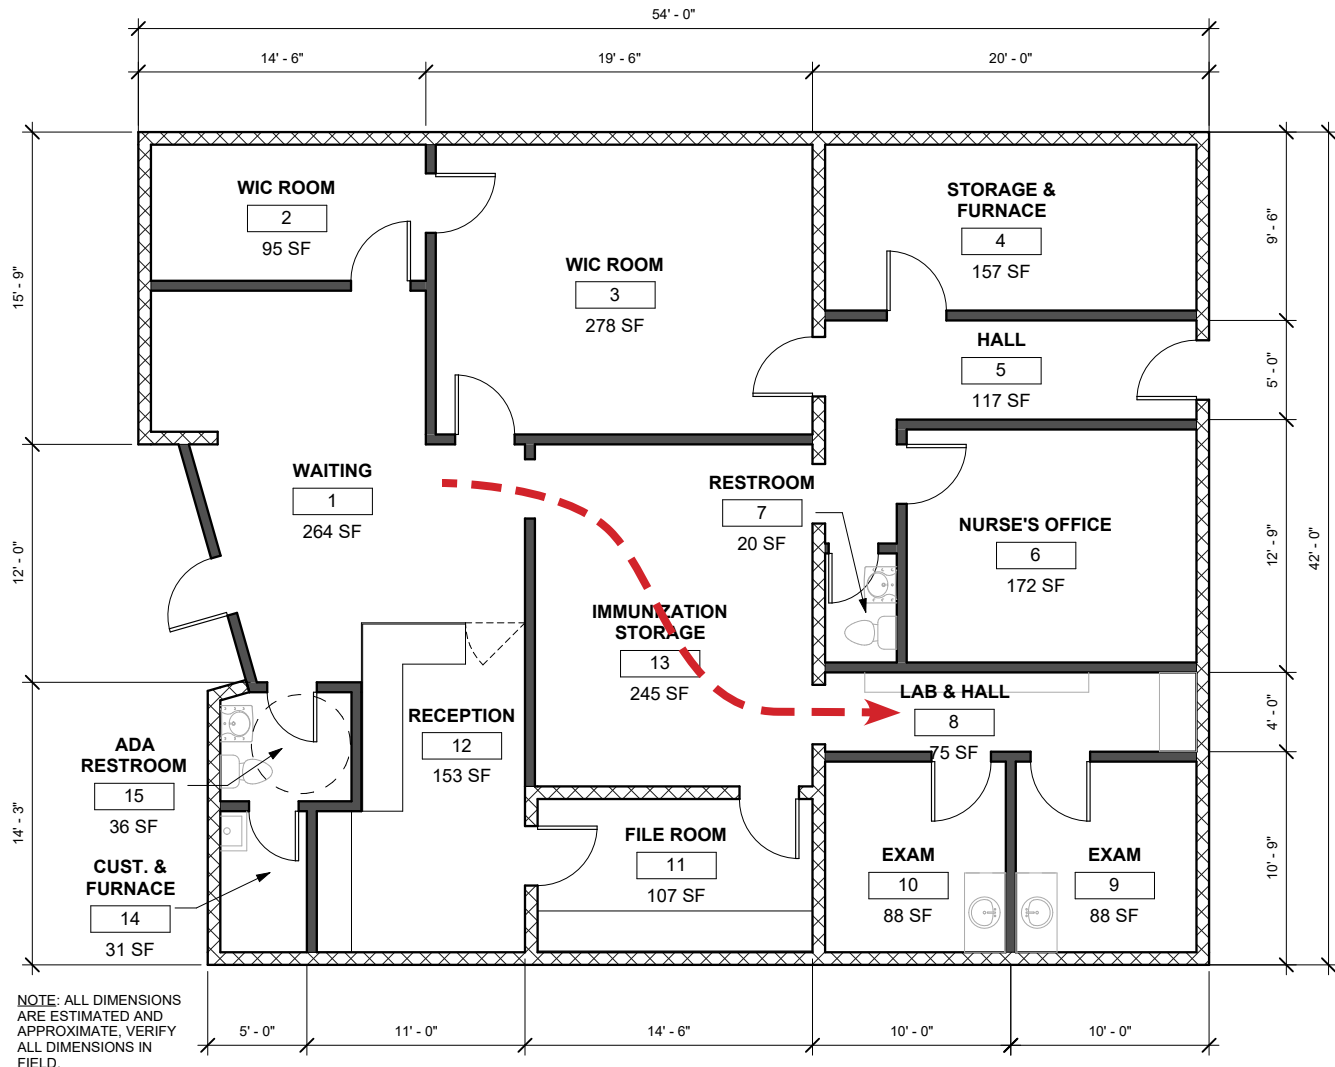 54' - 0"
14' - 6"
19' - 6"
20' - 0"
15' - 9"
12' - 0"
14' - 3"
WIC ROOM
2
95 SF
WIC ROOM
3
278 SF
STORAGE &
FURNACE
4
157 SF
HALL
5
117 SF
WAITING
1
264 SF
RESTROOM
7
20 SF
NURSE'S OFFICE
6
172 SF
IMMUNIZATION
STORAGE
13
245 SF
LAB & HALL
8
75 SF
RECEPTION
12
153 SF
ADA
RESTROOM
15
36 SF
CUST. &
FURNACE
14
31 SF
FILE ROOM
11
107 SF
EXAM
10
88 SF
EXAM
9
88 SF
9' - 6"
5' - 0"
12' - 9"
4' - 0"
10' - 9"
42' - 0"
NOTE: ALL DIMENSIONS
ARE ESTIMATED AND
APPROXIMATE, VERIFY
ALL DIMENSIONS IN
FIELD.
5' - 0"
11' - 0"
14' - 6"
10' - 0"
10' - 0"